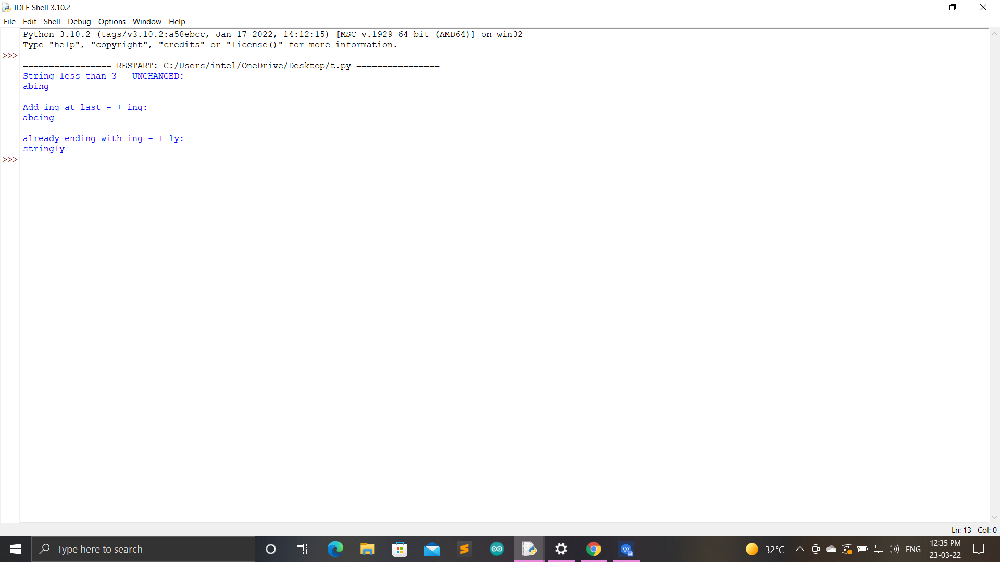 IDLE Shell 3.10.2
File Edit Shell Debug Options Window Help
Python 3.10.2 (tags/v3.10.2:a58ebcc, Jan 17 2022, 14:12:15) [MSC v.1929 64 bit (AMD64)] on win32
Type "help", "copyright", "credits" or "license()" for more information.
>>>
================= RESTART: C:/Users/intel/OneDrive/Desktop/t.py ================
String less than 3 - UNCHANGED:
abing
Add ing at last - + ing:
abcing
already ending with ing - + ly:
stringly
>>>
Ln: 13 Col: 0
Type here to search
32°C
ENG
12:35 PM
23-03-22